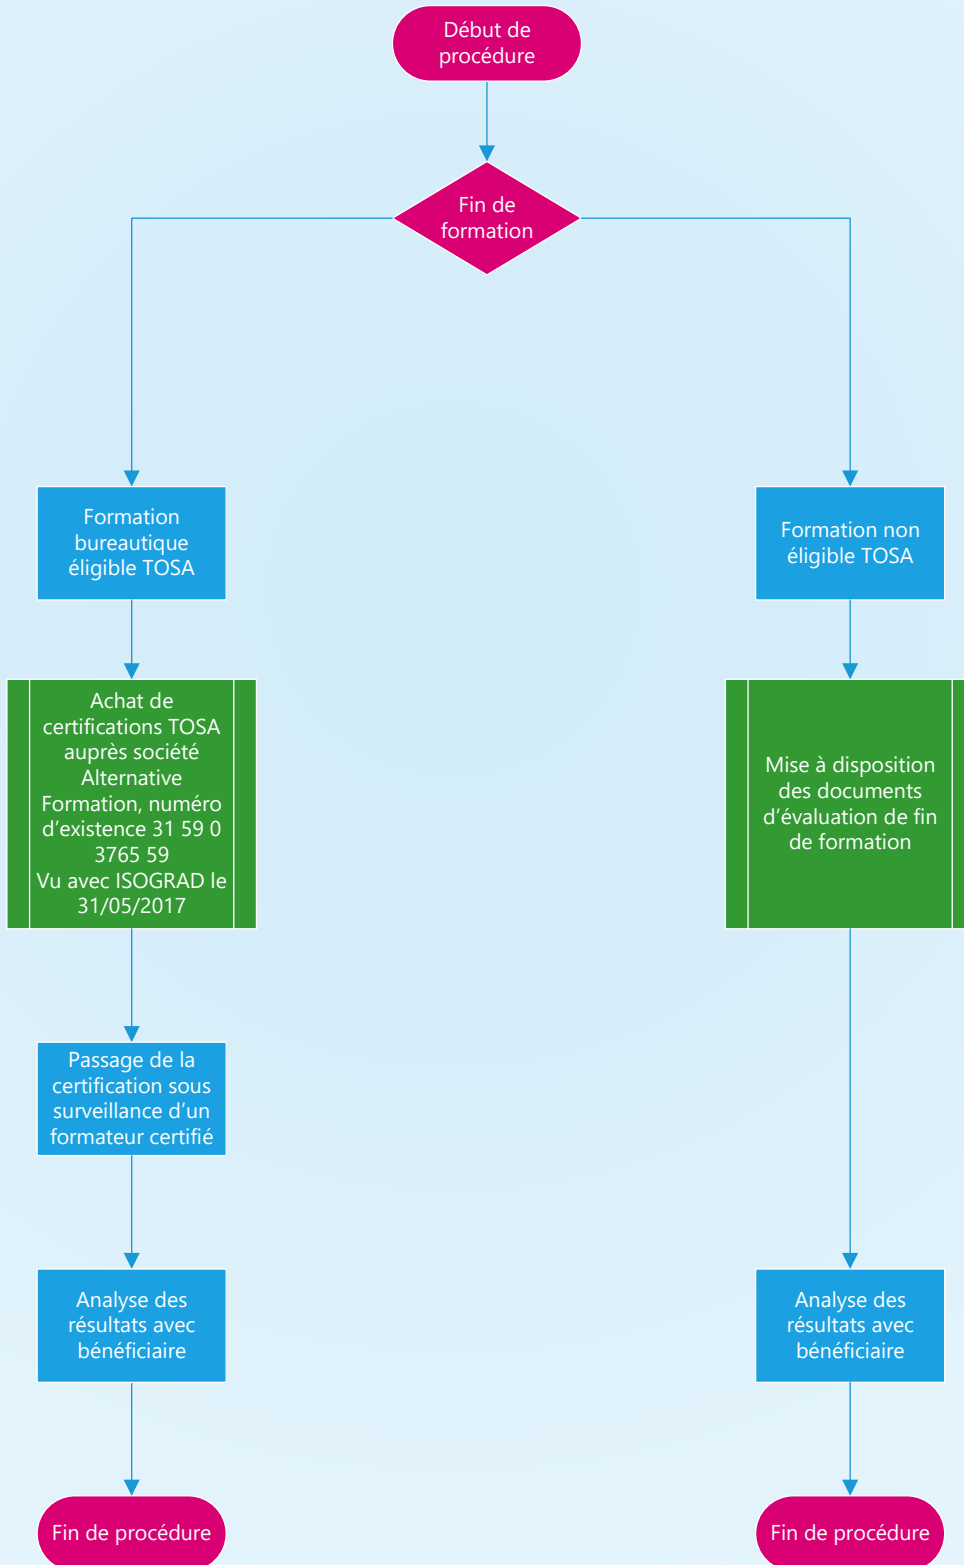 Début de
procédure
Fin de
formation
Formation
bureautique
éligible TOSA
Formation non
éligible TOSA
Achat de
certifications TOSA
auprès société
Alternative
Formation, numéro
d’existence 31 59 0
3765 59
Vu avec ISOGRAD le
31/05/2017
Mise à disposition
des documents
d’évaluation de fin
de formation
Passage de la
certification sous
surveillance d’un
formateur certifié
Analyse des
résultats avec
bénéficiaire
Analyse des
résultats avec
bénéficiaire
Fin de procédure
Fin de procédure